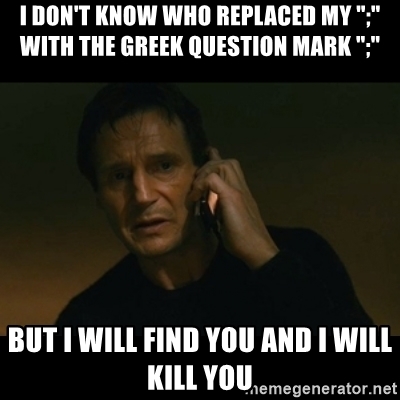 I DON'T KNOW WHO REPLACED MY ";"
WITH THE GREEK QUESTION MARK ";"
BUT I WILL FIND YOU AND I WILL
KILL YOU
memegenerator.net